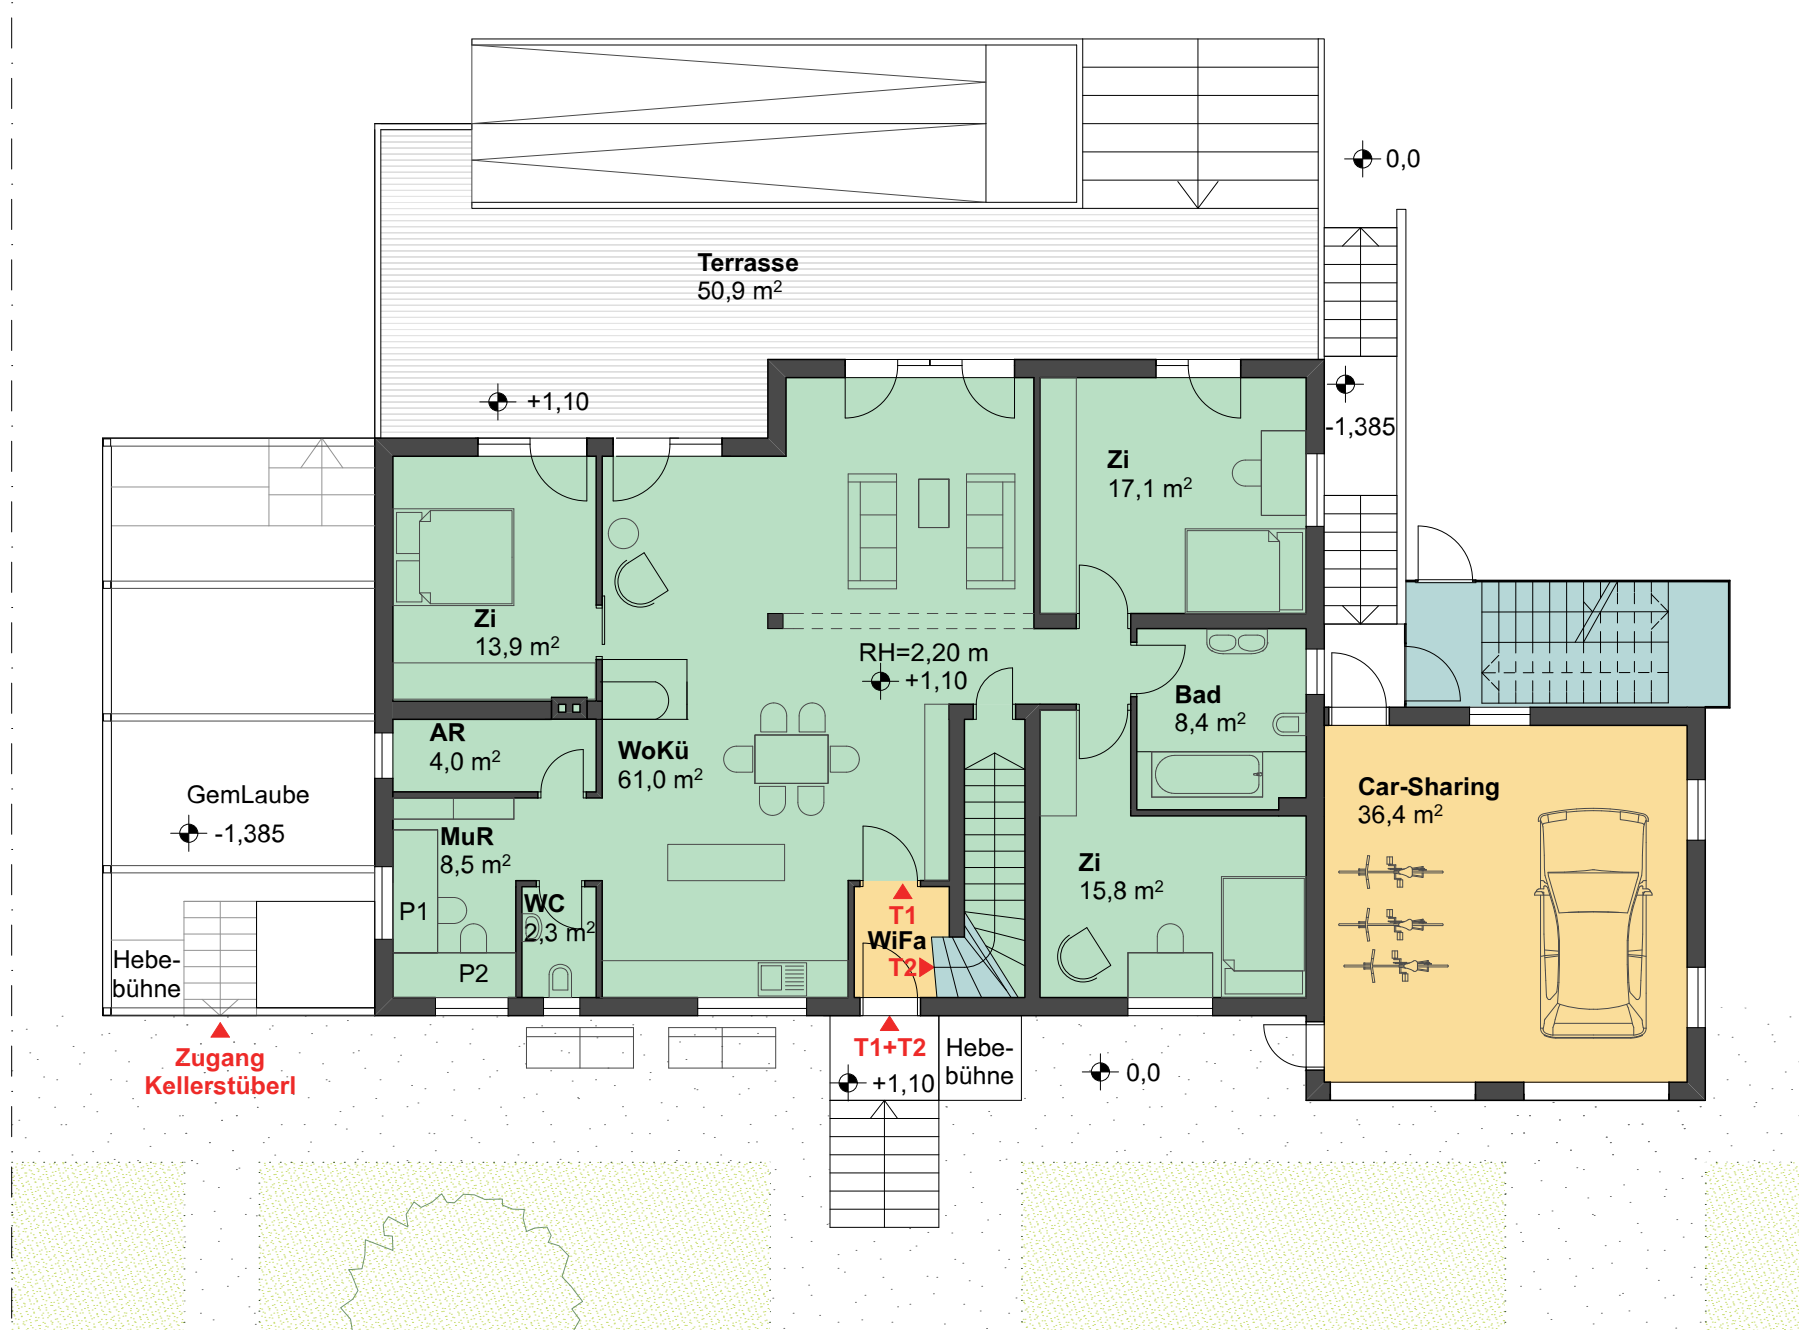 0,0
Terrasse
50,9 m²
+1,10
-1,385
Zi
17,1 m²
Zi
13,9 m²
RH=2,20 m
+1,10
Bad
8,4 m²
AR
4,0 m²
WoKü
61,0 m²
GemLaube
-1,385
Car-Sharing
36,4 m²
MuR
8,5 m²
Zi
15,8 m²
P1
WC
2,3 m²
T1
WiFa
T2
P2
Hebe-
bühne
Zugang
Kellerstüberl
T1+T2
+1,10
Hebe-
bühne
0,0